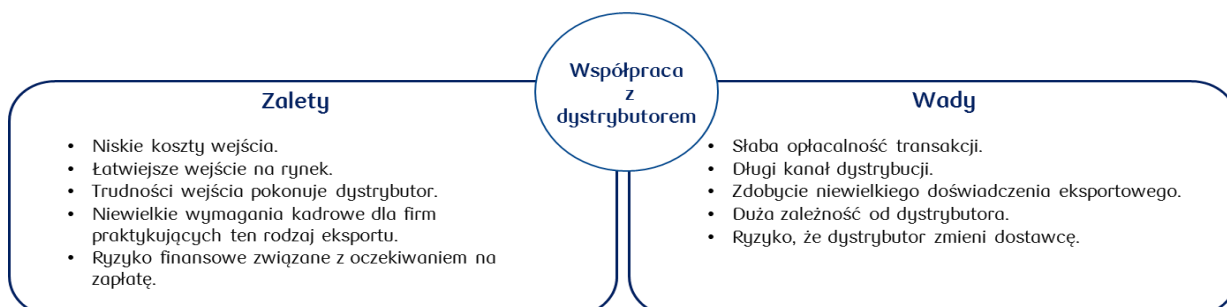 Współpraca
z
dystrybutorem
Zalety
• Niskie koszty wejścia.
• Łatwiejsze wejście na rynek.
• Trudności wejścia pokonuje dystrybutor.
• Niewielkie wymagania kadrowe dla firm
praktykujących ten rodzaj eksportu.
• Ryzyko finansowe związane z oczekiwaniem na
zapłatę.
Wady
• Słaba opłacalność transakcji.
• Długi kanał dystrybucji.
• Zdobycie niewielkiego doświadczenia eksportowego.
• Duża zależność od dystrybutora.
• Ryzyko, że dystrybutor zmieni dostawcę.